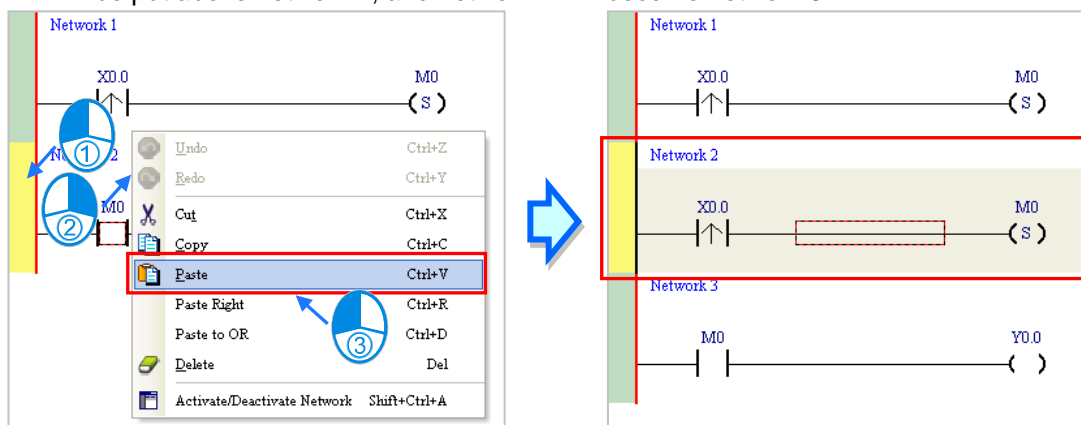 Network 1
X0.0 M0
S
① 2
② M0
Undo Ctrl+Z
Redo Ctrl+Y
Cut Ctrl+X
Copy Ctrl+C
Paste Ctrl+V
Paste Right Ctrl+R
Paste to OR Ctrl+D
③
Delete Del
Activate/Deactivate Network Shift+Ctrl+A
Network 1
X0.0 M0
S
Network 2
X0.0 M0
S
Network 3
M0 Y0.0